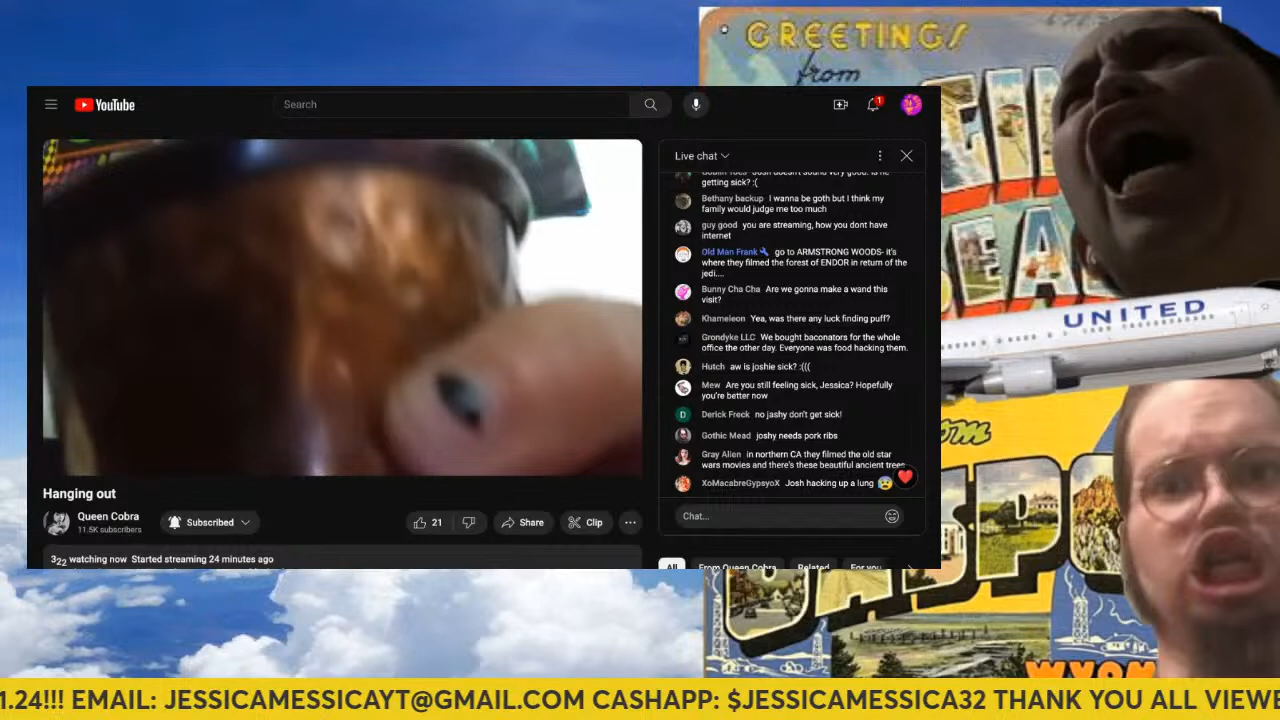 GREETINGS
from
YouTube
Search
1
Live chat
getting sick? :(
Bethany backup I wanna be goth but I think my
family would judge me too much
guy good you are streaming, how you dont have
internet
Old Man Frank go to ARMSTRONG WOODS- it's
where they filmed the forest of ENDOR in return of the
jedi....
Bunny Cha Cha Are we gonna make a wand this
visit?
Khameleon Yea, was there any luck finding puff?
Grondyke LLC We bought baconators for the whole
office the other day. Everyone was food hacking them.
Hutch aw is joshie sick? :(((
Mew Are you still feeling sick, Jessica? Hopefully
you're better now
D Derick Freck no jashy don't get sick!
Gothic Mead joshy needs pork ribs
Gray Alien in northern CA they filmed the old star
wars movies and there's these beautiful ancient trees
XoMacabreGypsyoX Josh hacking up a lung 😰
Chat...
UNITED
Hanging out
Queen Cobra
11.5K subscribers
Subscribed
21
Share
Clip
322 watching now Started streaming 24 minutes ago
All From Queen Cobra Related For you
CASPO
WYOM
1.24!!! EMAIL: JESSICAMESSICAYT@GMAIL.COM CASHAPP: $JESSICAMESSICA32 THANK YOU ALL VIEWE